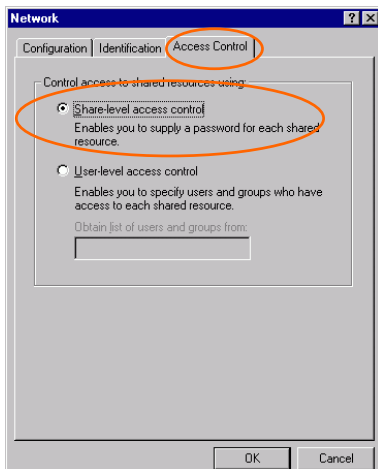 Network
Configuration Identification Access Control
Control access to shared resources using:
Share-level access control
Enables you to supply a password for each shared
resource.
User-level access control
Enables you to specify users and groups who have
access to each shared resource.
Obtain list of users and groups from:
OK Cancel